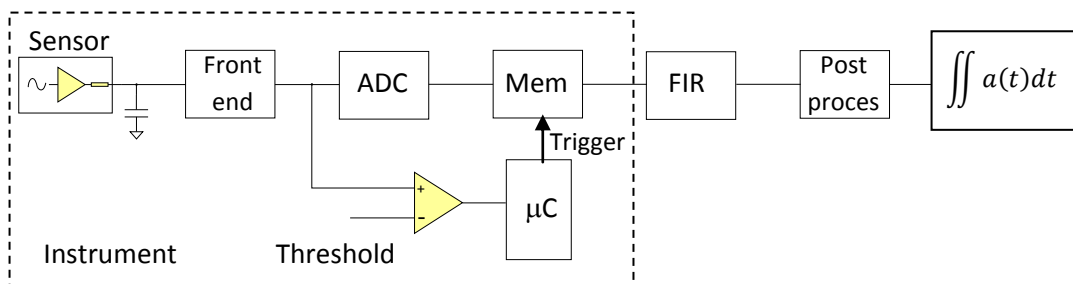 Sensor
Front
end
ADC
Mem
FIR
Post
proces
∬ a(t)dt
Trigger
+
−
μC
Instrument
Threshold